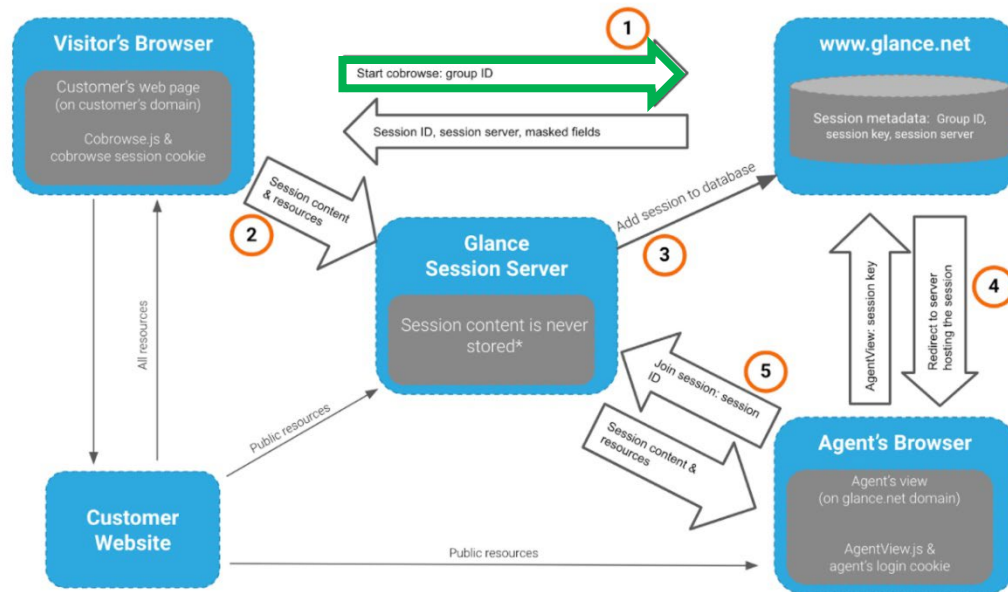 Visitor's Browser
Customer's web page
(on customer's domain)
Cobrowse.js &
cobrowse session cookie
1
Start cobrowse: group ID
Session ID, session server, masked fields
www.glance.net
Session metadata: Group ID,
session key, session server
Session content
& resources
2
Add session to database
3
Glance
Session Server
Session content is never
stored*
AgentView: session key
Redirect to server
hosting the session
4
All resources
Public resources
Join session: session
ID
5
Session content &
resources
Customer
Website
Public resources
Agent's Browser
Agent's view
(on glance.net domain)
AgentView.js &
agent's login cookie